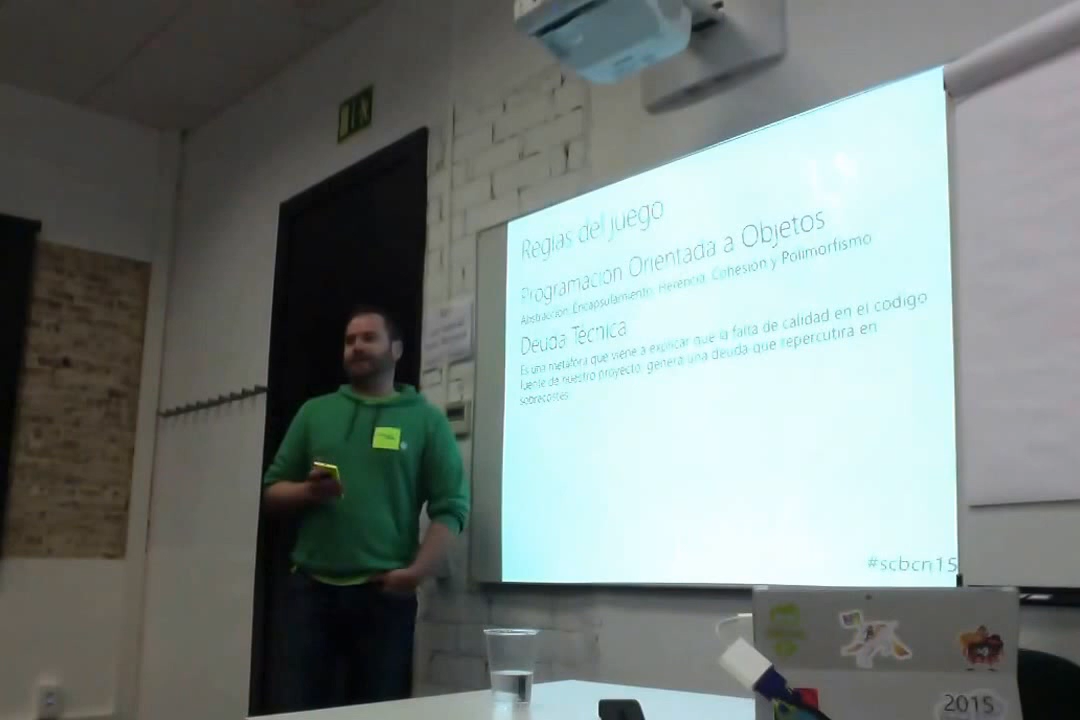 Reglas del juego
Programación Orientada a Objetos
Abstracción, Encapsulamiento, Herencia, Cohesión y Polimorfismo
Deuda Técnica
Es una metáfora que viene a explicar que la falta de calidad en el código
fuente de nuestro proyecto, genera una deuda que repercutirá en
sobrecostes.
#scbcn15
2015